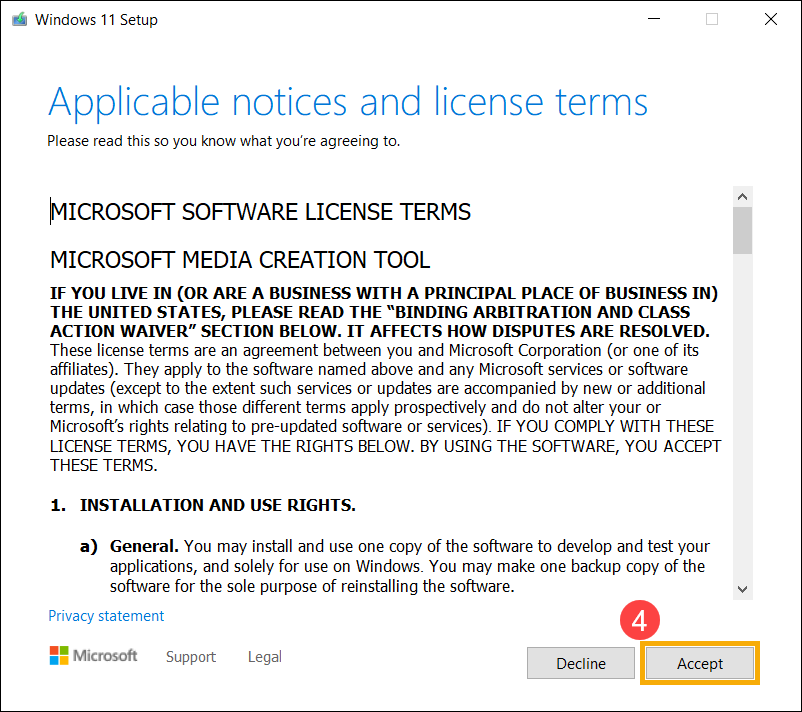 Windows 11 Setup
Applicable notices and license terms
Please read this so you know what you're agreeing to.
MICROSOFT SOFTWARE LICENSE TERMS
MICROSOFT MEDIA CREATION TOOL
IF YOU LIVE IN (OR ARE A BUSINESS WITH A PRINCIPAL PLACE OF BUSINESS IN)
THE UNITED STATES, PLEASE READ THE “BINDING ARBITRATION AND CLASS
ACTION WAIVER” SECTION BELOW. IT AFFECTS HOW DISPUTES ARE RESOLVED.
These license terms are an agreement between you and Microsoft Corporation (or one of its
affiliates). They apply to the software named above and any Microsoft services or software
updates (except to the extent such services or updates are accompanied by new or additional
terms, in which case those different terms apply prospectively and do not alter your or
Microsoft’s rights relating to pre-updated software or services). IF YOU COMPLY WITH THESE
LICENSE TERMS, YOU HAVE THE RIGHTS BELOW. BY USING THE SOFTWARE, YOU ACCEPT
THESE TERMS.
1. INSTALLATION AND USE RIGHTS.
a) General. You may install and use one copy of the software to develop and test your
applications, and solely for use on Windows. You may make one backup copy of the
software for the sole purpose of reinstalling the software.
Privacy statement
4
Microsoft Support Legal Decline Accept